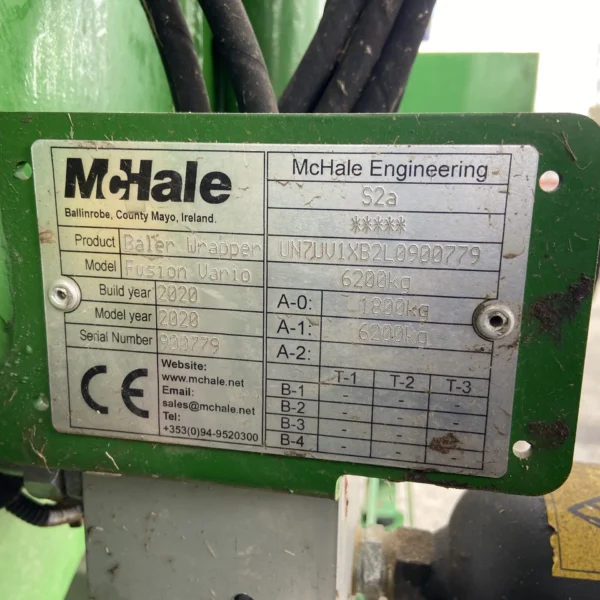 McHale
Ballinrobe, County Mayo, Ireland.
Product Baler Wrapper
Model Fusion Vario
Build year 2020
Model year 2020
Serial Number 900779
Website:
www.mchale.net
Email:
sales@mchale.net
Tel:
+353(0)94-9520300
CE
McHale Engineering
S2a
*****
UN7UV1XB2L0900779
6200kg
A-0: 1800kg
A-1: 6000kg
A-2:
T-1 T-2 T-3
B-1 - - -
B-2 - - -
B-3 - - -
B-4 - - -